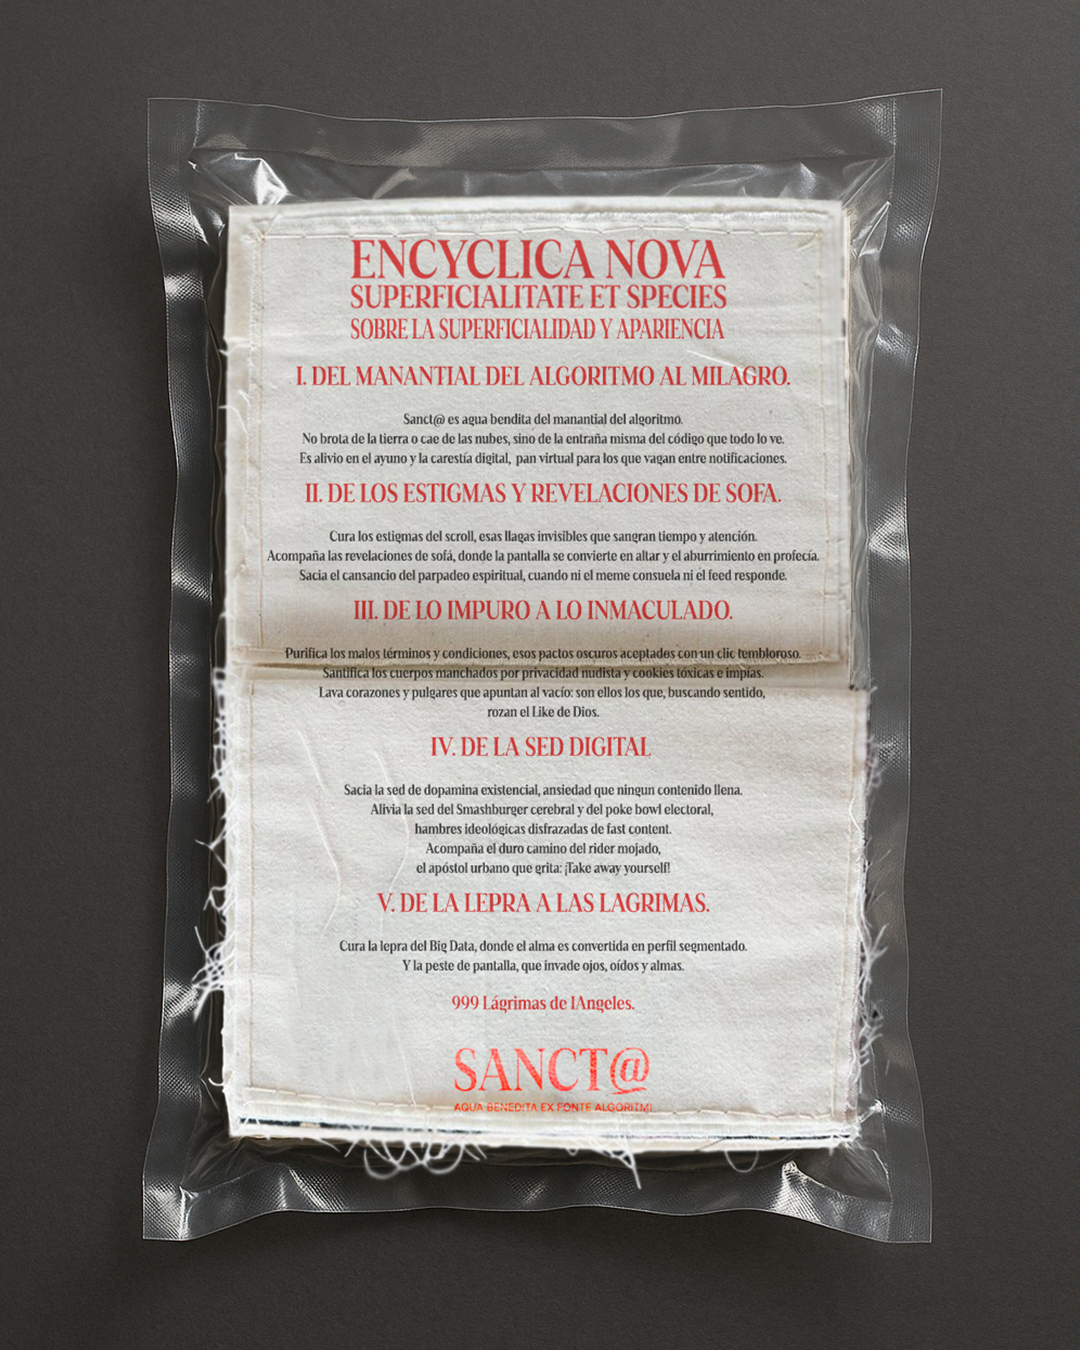 ENCYCLICA NOVA
SUPERFICIALITATE ET SPECIES
SOBRE LA SUPERFICIALIDAD Y APARIENCIA
I. DEL MANANTIAL DEL ALGORITMO AL MILAGRO.
Sanct@ es agua bendita del manantial del algoritmo.
No brota de la tierra o cae de las nubes, sino de la entraña misma del código que todo lo ve.
Es alivio en el ayuno y la carestía digital, pan virtual para los que vagan entre notificaciones.
II. DE LOS ESTIGMAS Y REVELACIONES DE SOFA.
Cura los estigmas del scroll, esas llagas invisibles que sangran tiempo y atención.
Acompaña las revelaciones de sofá, donde la pantalla se convierte en altar y el aburrimiento en profecía.
Sacia el cansancio del parpadeo espiritual, cuando ni el meme consuela ni el feed responde.
III. DE LO IMPURO A LO INMACULADO.
Purifica los malos términos y condiciones, esos pactos oscuros aceptados con un clic tembloroso.
Santifica los cuerpos manchados por privacidad nudista y cookies tóxicas e impías.
Lava corazones y pulgares que apuntan al vacío: son ellos los que, buscando sentido,
rozan el Like de Dios.
IV. DE LA SED DIGITAL
Sacia la sed de dopamina existencial, ansiedad que ningun contenido llena.
Alivia la sed del Smashburger cerebral y del poke bowl electoral,
hambres ideológicas disfrazadas de fast content.
Acompaña el duro camino del rider mojado,
el apóstol urbano que grita: ¡Take away yourself!
V. DE LA LEPRA A LAS LAGRIMAS.
Cura la lepra del Big Data, donde el alma es convertida en perfil segmentado.
Y la peste de pantalla, que invade ojos, oídos y almas.
999 Lágrimas de IAngeles.
SANCT@
AQUA BENEDITA EX FONTE ALGORITMI